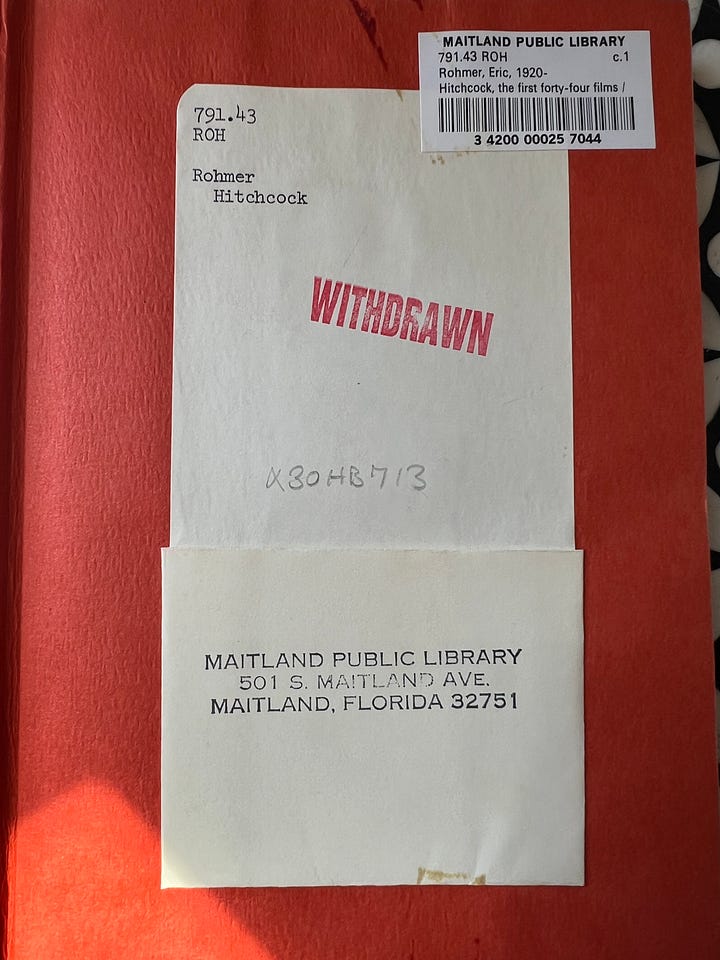 MAITLAND PUBLIC LIBRARY
791.43 ROH c.1
Rohmer, Eric, 1920-
Hitchcock, the first forty-four films /
3 4200 00025 7044
791.43
ROH
Rohmer
Hitchcock
WITHDRAWN
X30HB713
MAITLAND PUBLIC LIBRARY
501 S. MAITLAND AVE.
MAITLAND, FLORIDA 32751